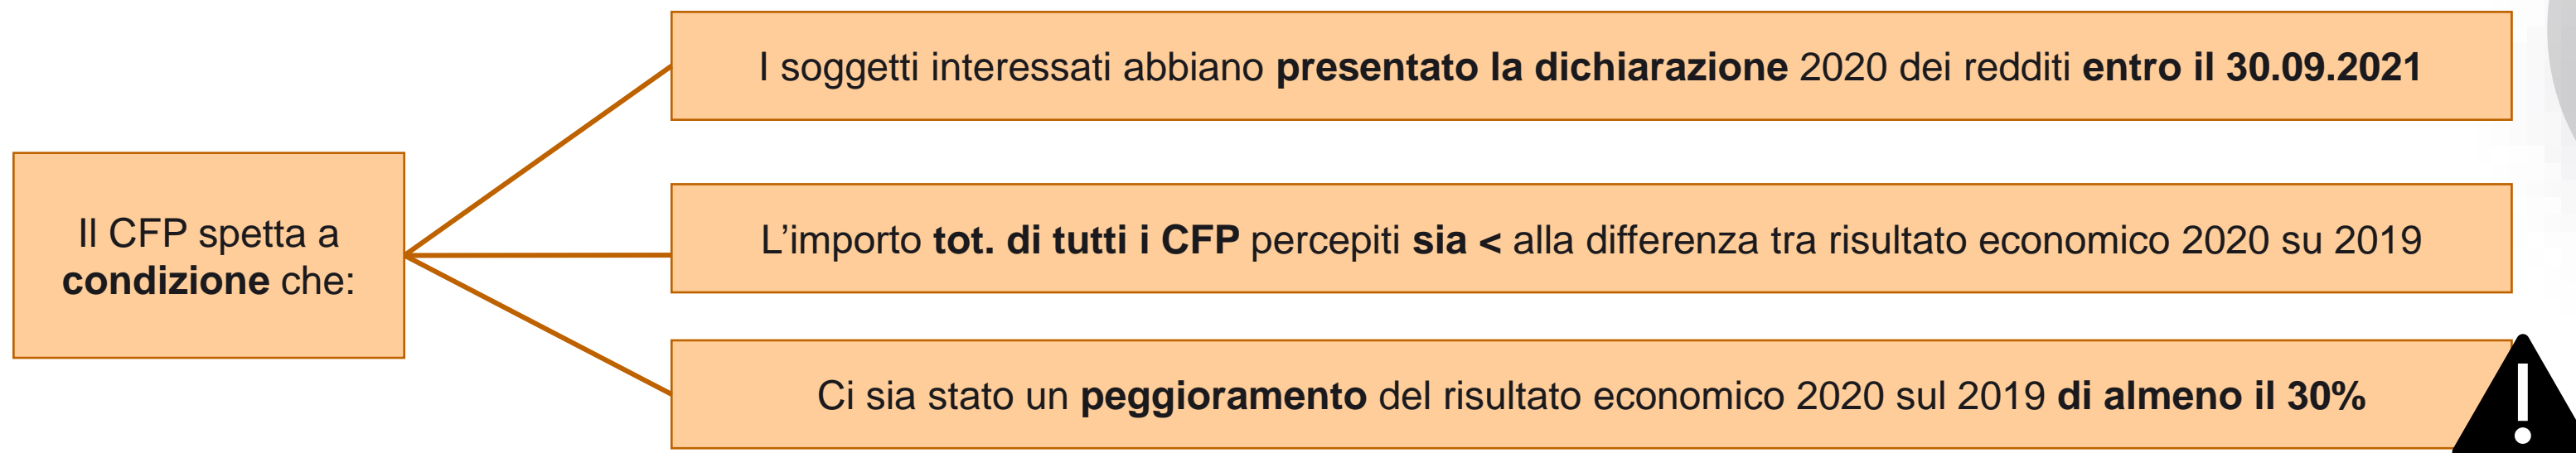 I soggetti interessati abbiano presentato la dichiarazione 2020 dei redditi entro il 30.09.2021
Il CFP spetta a
condizione che:
L’importo tot. di tutti i CFP percepiti sia < alla differenza tra risultato economico 2020 su 2019
Ci sia stato un peggioramento del risultato economico 2020 sul 2019 di almeno il 30%